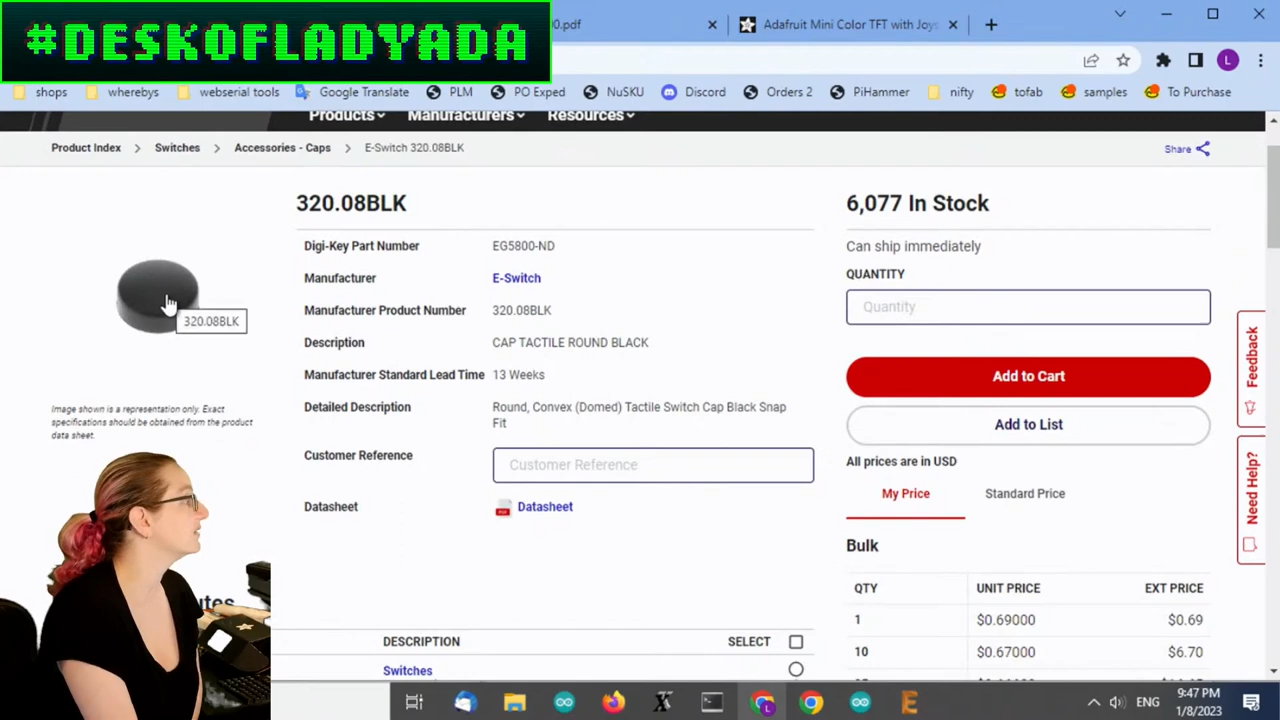 #DESKOFLADYADA
0.pdf
Adafruit Mini Color TFT with Joys
L
shops
wherebys
webserial tools
Google Translate
PLM
PO Exped
NuSKU
Discord
Orders 2
PiHammer
nifty
tofab
samples
To Purchase
Products
Manufacturers
Resources
Product Index > Switches > Accessories - Caps > E-Switch 320.08BLK
Share
320.08BLK
Digi-Key Part Number EG5800-ND
Manufacturer E-Switch
Manufacturer Product Number 320.08BLK
Description CAP TACTILE ROUND BLACK
Manufacturer Standard Lead Time 13 Weeks
Detailed Description Round, Convex (Domed) Tactile Switch Cap Black Snap
Fit
Customer Reference Customer Reference
Datasheet PDF Datasheet
320.08BLK
Image shown is a representation only. Exact
specifications should be obtained from the product
data sheet.
utes
DESCRIPTION SELECT
Switches
6,077 In Stock
Can ship immediately
QUANTITY
Quantity
Add to Cart
Add to List
All prices are in USD
My Price Standard Price
Bulk
QTY UNIT PRICE EXT PRICE
1 $0.69000 $0.69
10 $0.67000 $6.70
Feedback
Need Help?
L
ENG
9:47 PM
1/8/2023